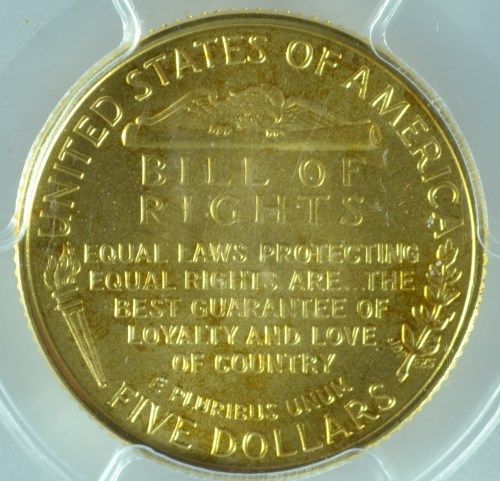 UNITED STATES OF AMERICA
BILL OF
RIGHTS
EQUAL LAWS PROTECTING
EQUAL RIGHTS ARE...THE
BEST GUARANTEE OF
LOYALTY AND LOVE
OF COUNTRY
E PLURIBUS UNUM
FIVE DOLLARS